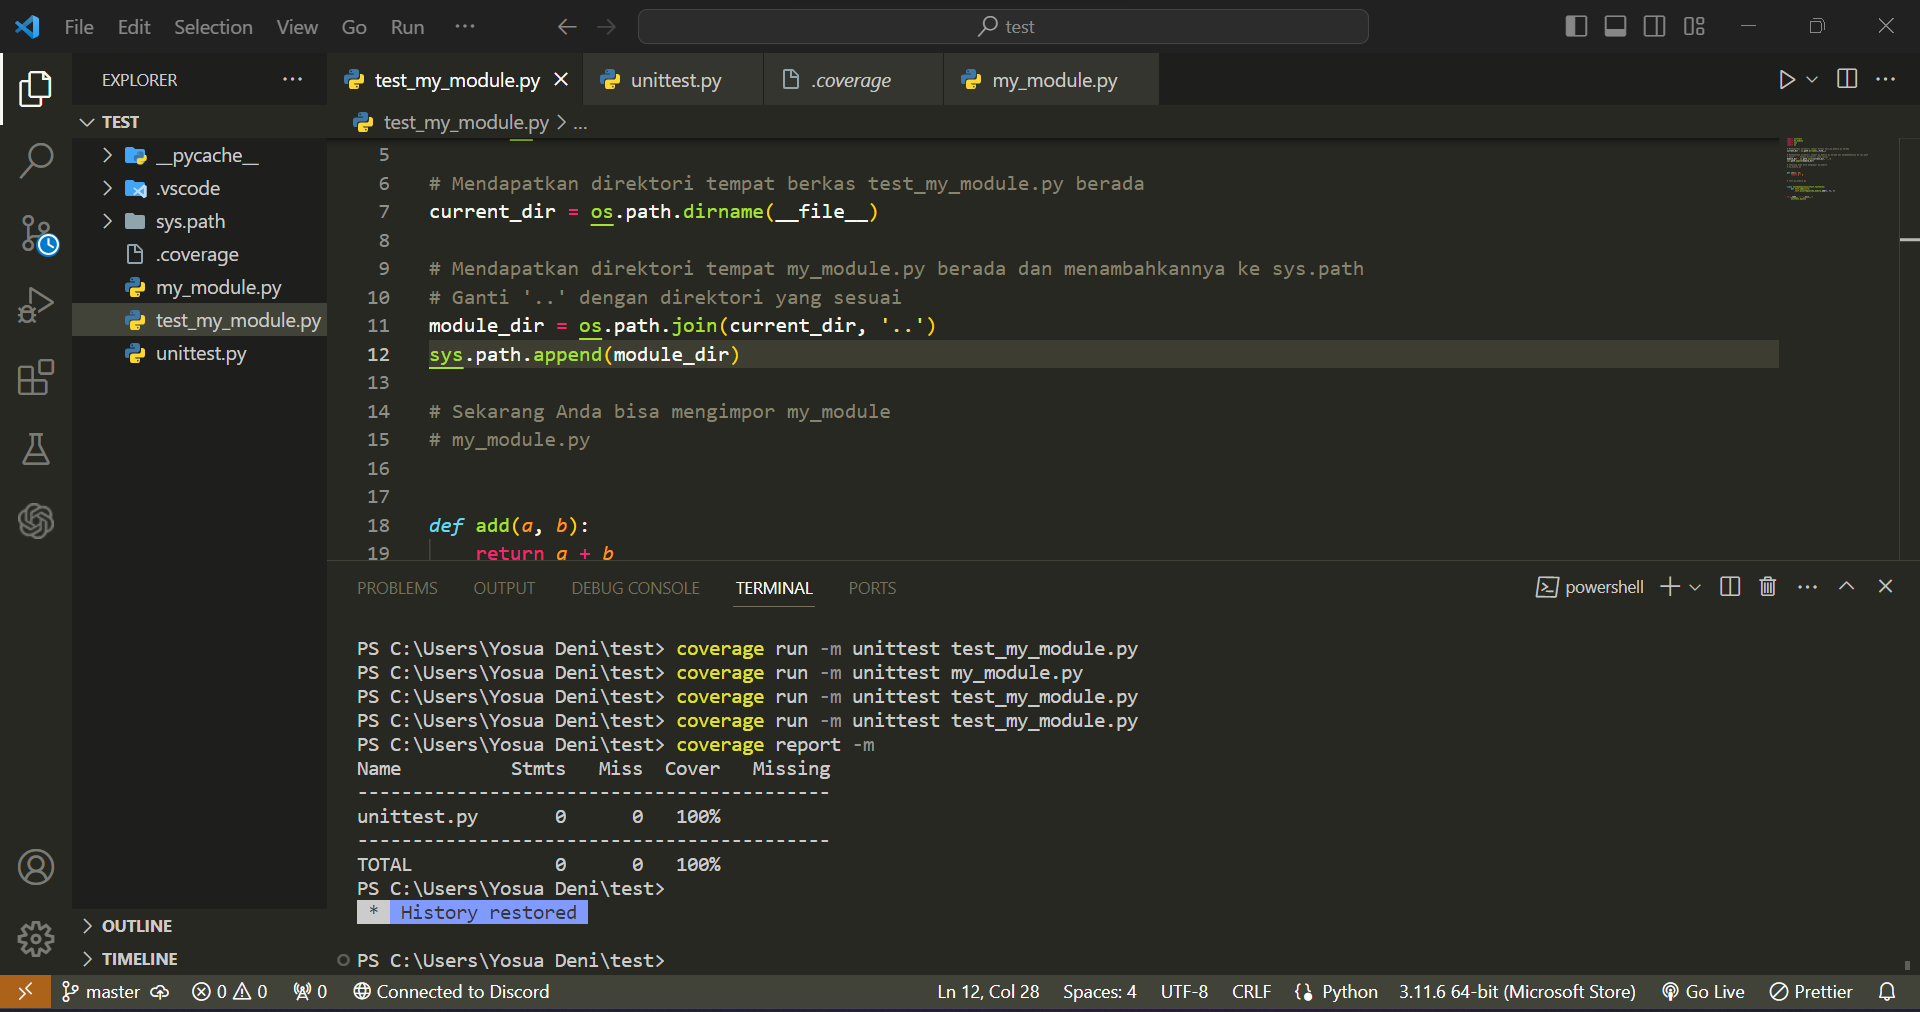 File Edit Selection View Go Run ··· test
EXPLORER ···
TEST
__pycache__
.vscode
sys.path
.coverage
my_module.py
test_my_module.py
unittest.py
OUTLINE
TIMELINE
test_my_module.py unittest.py .coverage my_module.py
test_my_module.py > ...
5
6 # Mendapatkan direktori tempat berkas test_my_module.py berada
7 current_dir = os.path.dirname(__file__)
8
9 # Mendapatkan direktori tempat my_module.py berada dan menambahkannya ke sys.path
10 # Ganti '..' dengan direktori yang sesuai
11 module_dir = os.path.join(current_dir, '..')
12 sys.path.append(module_dir)
13
14 # Sekarang Anda bisa mengimpor my_module
15 # my_module.py
16
17
18 def add(a, b):
19 return a + b
PROBLEMS OUTPUT DEBUG CONSOLE TERMINAL PORTS powershell
PS C:\Users\Yosua Deni\test> coverage run -m unittest test_my_module.py
PS C:\Users\Yosua Deni\test> coverage run -m unittest my_module.py
PS C:\Users\Yosua Deni\test> coverage run -m unittest test_my_module.py
PS C:\Users\Yosua Deni\test> coverage run -m unittest test_my_module.py
PS C:\Users\Yosua Deni\test> coverage report -m
Name Stmts Miss Cover Missing
-------------------------------------------
unittest.py 0 0 100%
-------------------------------------------
TOTAL 0 0 100%
PS C:\Users\Yosua Deni\test>
* History restored
PS C:\Users\Yosua Deni\test>
master 0 0 0 Connected to Discord Ln 12, Col 28 Spaces: 4 UTF-8 CRLF Python 3.11.6 64-bit (Microsoft Store) Go Live Prettier